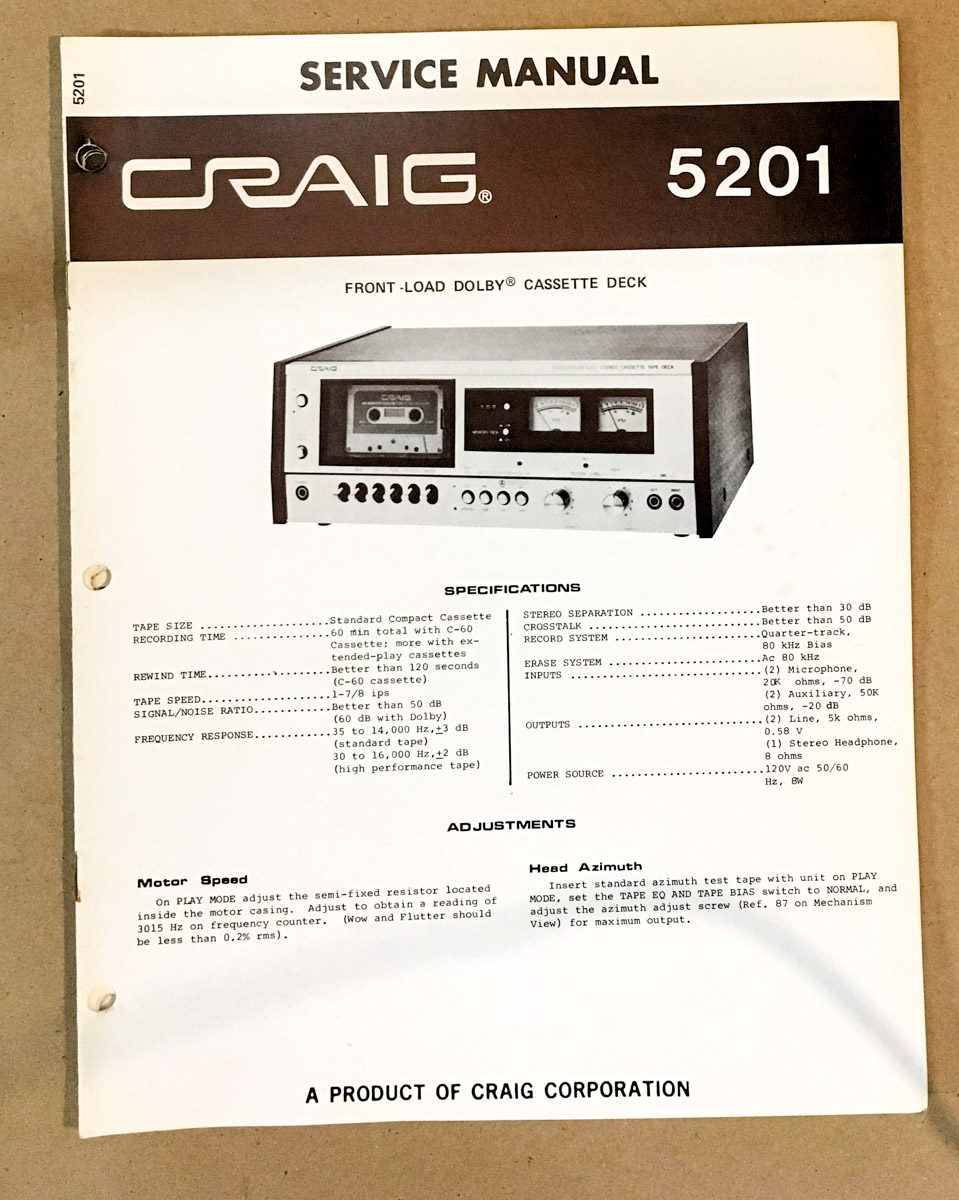 5201
SERVICE MANUAL
CRAIG®
5201
FRONT-LOAD DOLBY® CASSETTE DECK
CRAIG
STEREO CASSETTE TAPE DECK
CRAIG
VU
VU
MEMORY REW
SPECIFICATIONS
TAPE SIZE ....................Standard Compact Cassette
RECORDING TIME ...............60 min total with C-60
Cassette; more with ex-
tended-play cassettes
REWIND TIME...................Better than 120 seconds
(C-60 cassette)
TAPE SPEED....................1-7/8 ips
SIGNAL/NOISE RATIO............Better than 50 dB
(60 dB with Dolby)
FREQUENCY RESPONSE............35 to 14,000 Hz,±3 dB
(standard tape)
30 to 16,000 Hz,±2 dB
(high performance tape)
STEREO SEPARATION ...................Better than 30 dB
CROSSTALK ...........................Better than 50 dB
RECORD SYSTEM .......................Quarter-track,
80 kHz Bias
ERASE SYSTEM ........................Ac 80 kHz
INPUTS ..............................(2) Microphone,
20K ohms, -70 dB
(2) Auxiliary, 50K
ohms, -20 dB
OUTPUTS .............................(2) Line, 5k ohms,
0.58 V
(1) Stereo Headphone,
8 ohms
POWER SOURCE ........................120V ac 50/60
Hz, 8W
ADJUSTMENTS
Motor Speed
On PLAY MODE adjust the semi-fixed resistor located
inside the motor casing. Adjust to obtain a reading of
3015 Hz on frequency counter. (Wow and Flutter should
be less than 0.2% rms).
Head Azimuth
Insert standard azimuth test tape with unit on PLAY
MODE, set the TAPE EQ AND TAPE BIAS switch to NORMAL, and
adjust the azimuth adjust screw (Ref. 87 on Mechanism
View) for maximum output.
A PRODUCT OF CRAIG CORPORATION